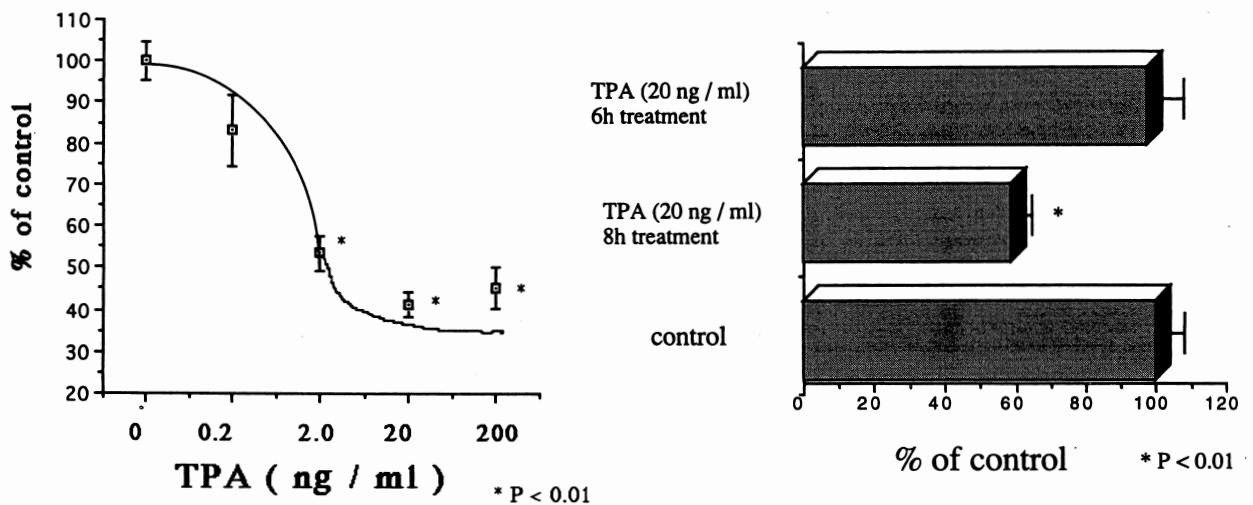 110
100
90
80
70
60
50
40
30
20
% of control
*
*
*
0 0.2 2.0 20 200
TPA ( ng / ml )
* P < 0.01
TPA (20 ng / ml)
6h treatment
TPA (20 ng / ml)
8h treatment
*
control
0 20 40 60 80 100 120
% of control
* P < 0.01